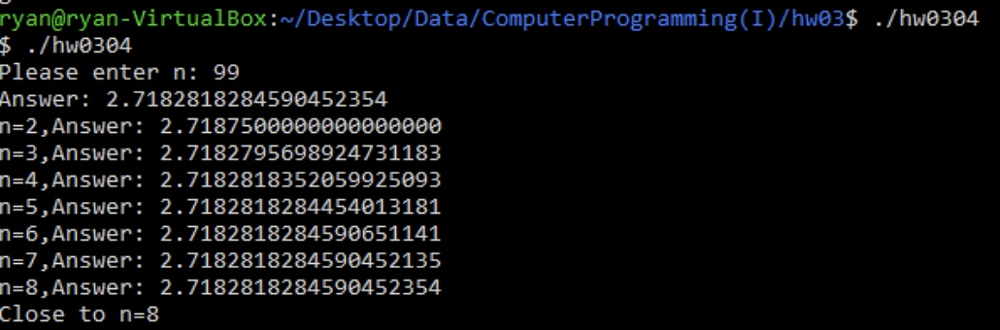 ryan@ryan-VirtualBox:~/Desktop/Data/ComputerProgramming(I)/hw03$ ./hw0304
$ ./hw0304
Please enter n: 99
Answer: 2.7182818284590452354
n=2,Answer: 2.7187500000000000000
n=3,Answer: 2.7182795698924731183
n=4,Answer: 2.7182818352059925093
n=5,Answer: 2.7182818284454013181
n=6,Answer: 2.7182818284590651141
n=7,Answer: 2.7182818284590452135
n=8,Answer: 2.7182818284590452354
Close to n=8